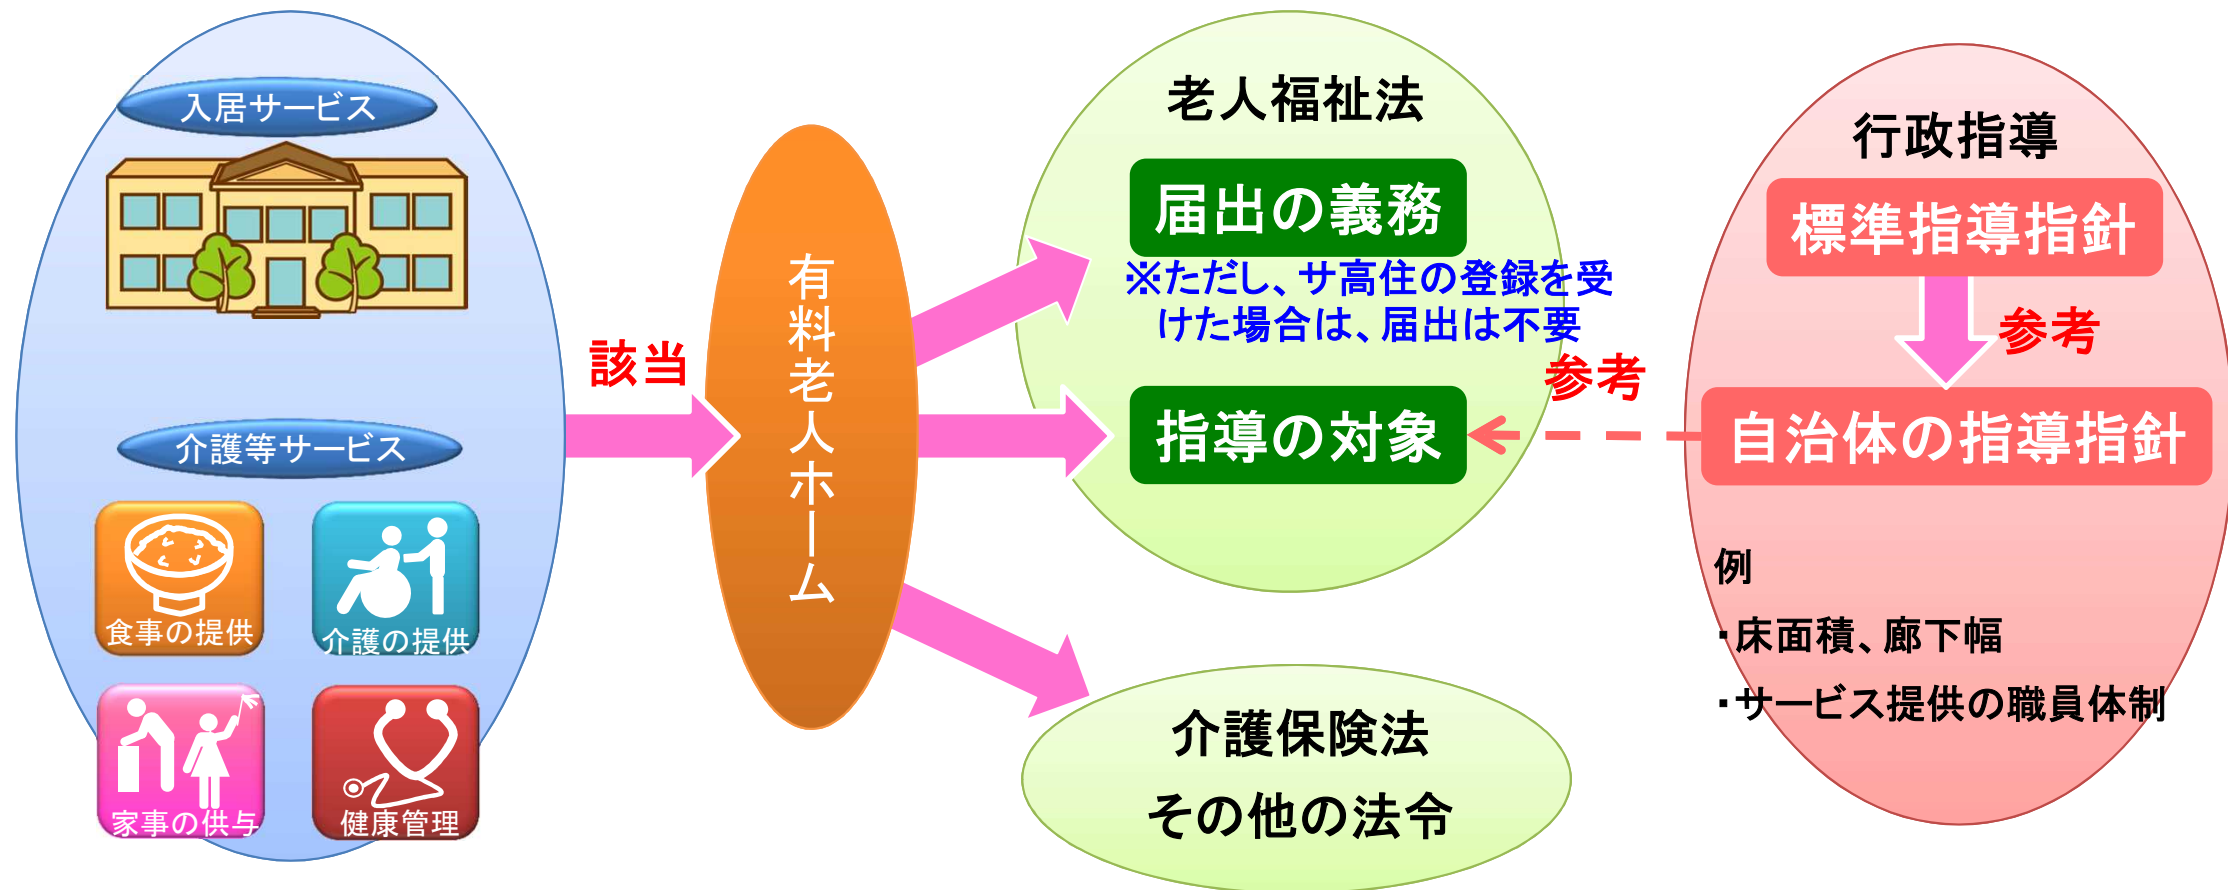 入居サービス
介護等サービス
食事の提供
介護の提供
家事の供与
健康管理
該当
有料老人ホーム
老人福祉法
届出の義務
※ただし、サ高住の登録を受
けた場合は、届出は不要
指導の対象
参考
介護保険法
その他の法令
行政指導
標準指導指針
参考
自治体の指導指針
例
・床面積、廊下幅
・サービス提供の職員体制